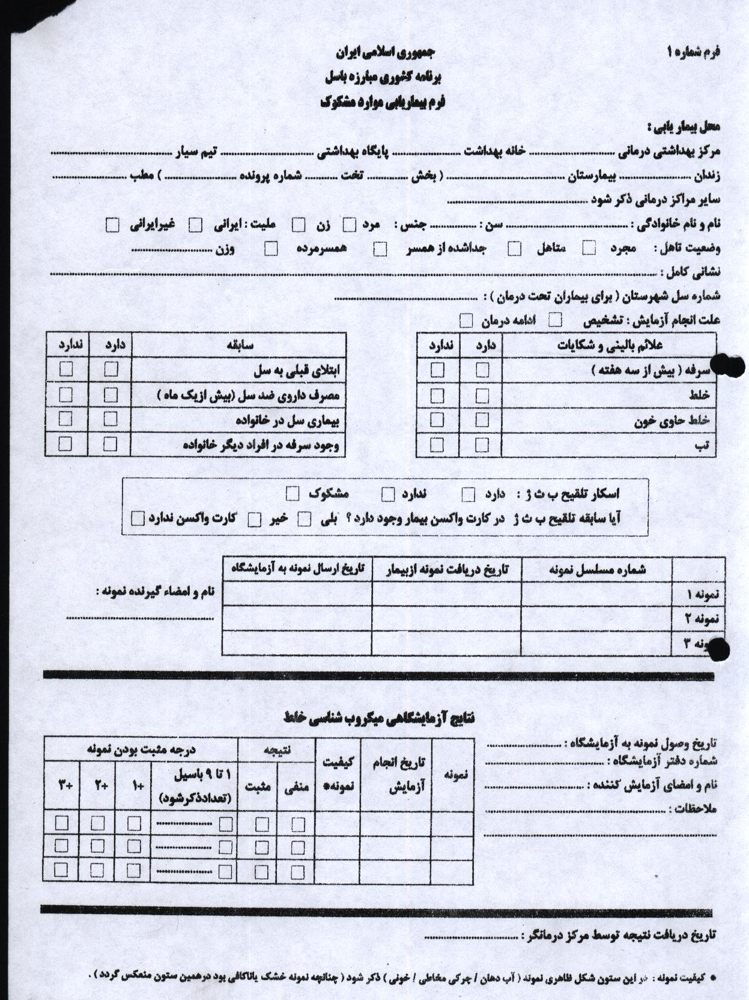 فرم شماره ۱
جمهوری اسلامی ایران
برنامه کشوری مبارزه باسل
فرم بیماریابی موارد مشکوک
محل بیمار یابی :
مرکز بهداشتی درمانی ........................ خانه بهداشت ........................ پایگاه بهداشتی ........................ تیم سیار ........................
زندان ........................ بیمارستان ........................ ( بخش ............ تخت ............ شماره پرونده ........................ ) مطب ........................
سایر مراکز درمانی ذکر شود ........................
نام و نام خانوادگی : ........................ سن : ............ جنس : مرد □ زن □ ملیت : ایرانی □ غیرایرانی □
وضعیت تاهل : مجرد □ متاهل □ جداشده از همسر □ همسرمرده □ وزن ........................
نشانی کامل : ........................
شماره سل شهرستان ( برای بیماران تحت درمان ) : ........................
علت انجام آزمایش : تشخیص □ ادامه درمان □
علائم بالینی و شکایات دارد ندارد
سرفه ( بیش از سه هفته ) □ □
خلط □ □
خلط حاوی خون □ □
تب □ □
سابقه دارد ندارد
ابتلای قبلی به سل □ □
مصرف داروی ضد سل (بیش ازیک ماه ) □ □
بیماری سل در خانواده □ □
وجود سرفه در افراد دیگر خانواده □ □
اسکار تلقیح ب ث ژ : دارد □ ندارد □ مشکوک □
آیا سابقه تلقیح ب ث ژ در کارت واکسن بیمار وجود دارد ؟ بلی □ خیر □ کارت واکسن ندارد □
شماره مسلسل نمونه تاریخ دریافت نمونه ازبیمار تاریخ ارسال نمونه به آزمایشگاه
نمونه ۱
نمونه ۲
نمونه ۳
نام و امضاء گیرنده نمونه :
........................
نتایج آزمایشگاهی میکروب شناسی خلط
تاریخ وصول نمونه به آزمایشگاه : ........................
شماره دفتر آزمایشگاه : ........................
نام و امضای آزمایش کننده : ........................
ملاحظات : ........................
........................
نمونه تاریخ انجام آزمایش کیفیت نمونه* نتیجه درجه مثبت بودن نمونه
منفی مثبت ۱ تا ۹ باسیل (تعدادذکرشود) +۱ +۲ +۳
□ □ □ ............ □ □ □
□ □ □ ............ □ □ □
□ □ □ ............ □ □ □
تاریخ دریافت نتیجه توسط مرکز درمانگر : ........................
* کیفیت نمونه : در این ستون شکل ظاهری نمونه ( آب دهان / چرکی مخاطی / خونی ) ذکر شود ( چنانچه نمونه خشک یاناکافی بود درهمین ستون منعکس گردد ) .